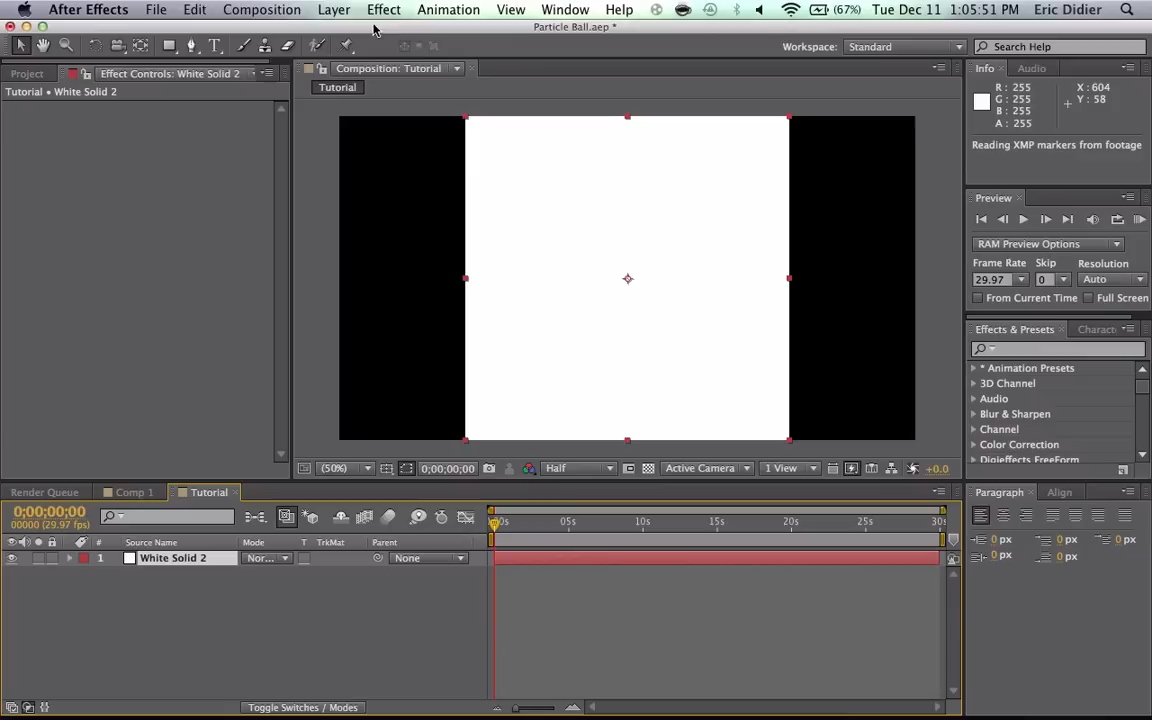 After Effects File Edit Composition Layer Effect Animation View Window Help (67%) Tue Dec 11 1:05:51 PM Eric Didier
Particle Ball.aep *
Workspace: Standard Search Help
Project Effect Controls: White Solid 2 Composition: Tutorial Info Audio
Tutorial • White Solid 2 Tutorial
R: 255 X: 604
G: 255 Y: 58
B: 255
A: 255
Reading XMP markers from footage
Preview
RAM Preview Options
Frame Rate Skip Resolution
29.97 0 Auto
From Current Time Full Screen
Effects & Presets Charact
* Animation Presets
3D Channel
Audio
Blur & Sharpen
Channel
Color Correction
Digieffects FreeForm
(50%) 0;00;00;00 Half Active Camera 1 View +0.0
Render Queue Comp 1 Tutorial Paragraph Align
0;00;00;00
00000 (29.97 fps)
05s 10s 15s 20s 25s 30s
# Source Name Mode T TrkMat Parent
1 White Solid 2 Nor... None
0 px 0 px 0 px
0 px 0 px
Toggle Switches / Modes